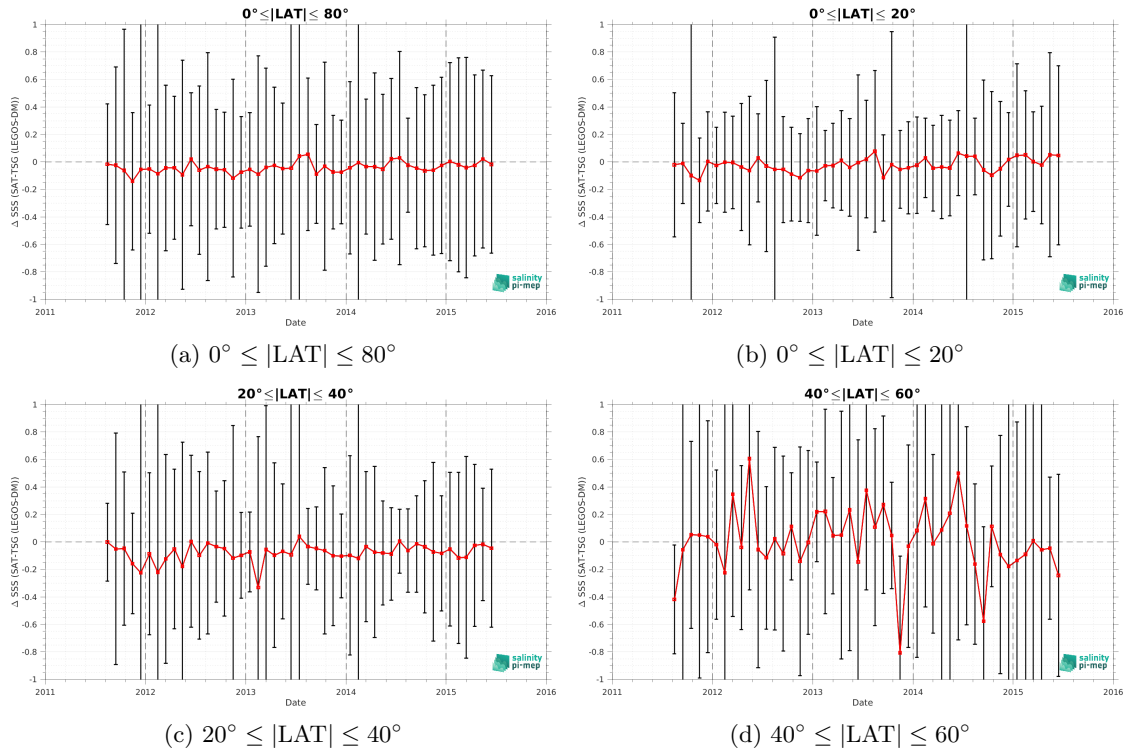 0°≤|LAT|≤ 80°
1
0.8
0.6
0.4
0.2
0
-0.2
-0.4
-0.6
-0.8
-1
Δ SSS (SAT-TSG (LEGOS-DM))
2011 2012 2013 2014 2015 2016
Date
salinity
pi-mep
(a) 0° ≤ |LAT| ≤ 80°
0°≤|LAT|≤ 20°
1
0.8
0.6
0.4
0.2
0
-0.2
-0.4
-0.6
-0.8
-1
Δ SSS (SAT-TSG (LEGOS-DM))
2011 2012 2013 2014 2015 2016
Date
salinity
pi-mep
(b) 0° ≤ |LAT| ≤ 20°
20°≤|LAT|≤ 40°
1
0.8
0.6
0.4
0.2
0
-0.2
-0.4
-0.6
-0.8
-1
Δ SSS (SAT-TSG (LEGOS-DM))
2011 2012 2013 2014 2015 2016
Date
salinity
pi-mep
(c) 20° ≤ |LAT| ≤ 40°
40°≤|LAT|≤ 60°
1
0.8
0.6
0.4
0.2
0
-0.2
-0.4
-0.6
-0.8
-1
Δ SSS (SAT-TSG (LEGOS-DM))
2011 2012 2013 2014 2015 2016
Date
salinity
pi-mep
(d) 40° ≤ |LAT| ≤ 60°